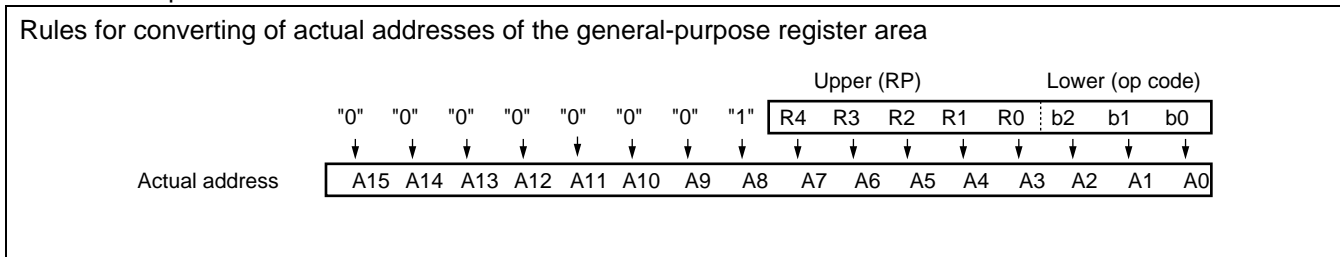 Rules for converting of actual addresses of the general-purpose register area
Upper (RP) Lower (op code)
"0" "0" "0" "0" "0" "0" "0" "1" R4 R3 R2 R1 R0 b2 b1 b0
Actual address A15 A14 A13 A12 A11 A10 A9 A8 A7 A6 A5 A4 A3 A2 A1 A0